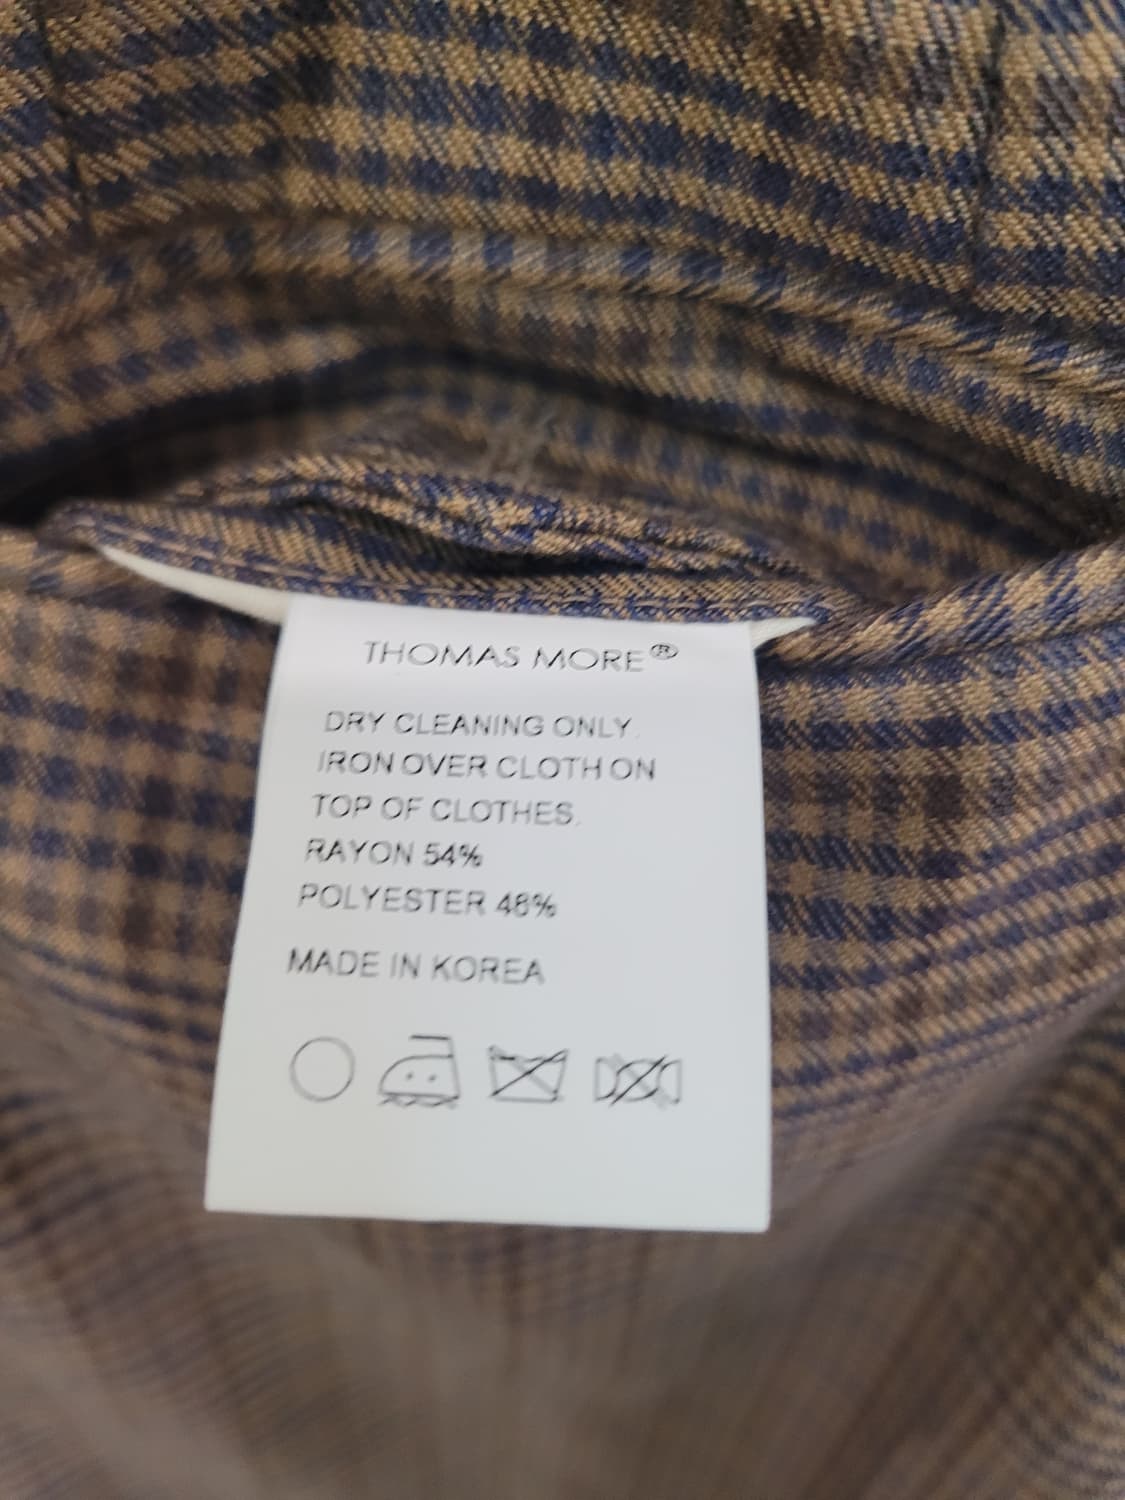 THOMAS MORE®
DRY CLEANING ONLY.
IRON OVER CLOTH ON
TOP OF CLOTHES.
RAYON 54%
POLYESTER 46%
MADE IN KOREA